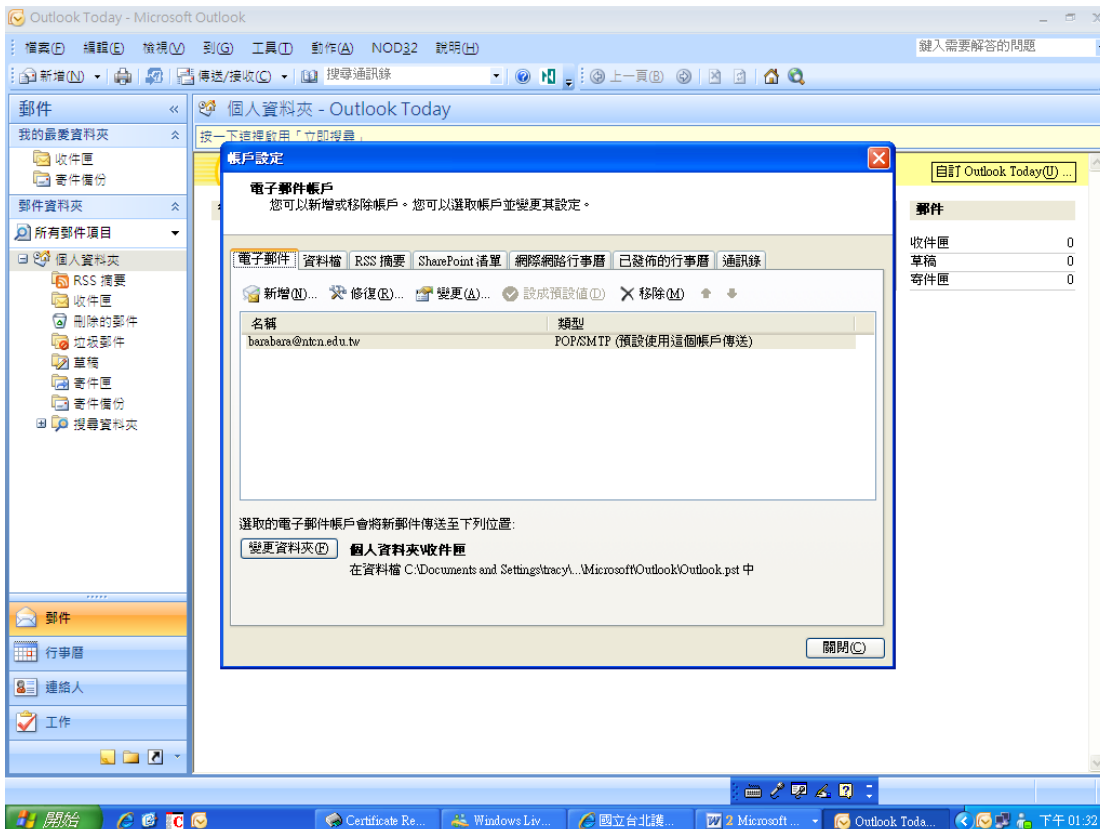 Outlook Today - Microsoft Outlook
檔案(F) 編輯(E) 檢視(V) 到(G) 工具(T) 動作(A) NOD32 說明(H)
鍵入需要解答的問題
新增(N) 傳送/接收(C) 搜尋通訊錄 上一頁(B)
郵件 «
個人資料夾 - Outlook Today
我的最愛資料夾
按一下這裡啟用「立即搜尋」
收件匣
寄件備份
郵件資料夾
所有郵件項目
個人資料夾
RSS 摘要
收件匣
刪除的郵件
垃圾郵件
草稿
寄件匣
寄件備份
搜尋資料夾
郵件
行事曆
連絡人
工作
自訂 Outlook Today(U) ...
郵件
收件匣 0
草稿 0
寄件匣 0
帳戶設定
電子郵件帳戶
您可以新增或移除帳戶。您可以選取帳戶並變更其設定。
電子郵件 資料檔 RSS 摘要 SharePoint 清單 網際網路行事曆 已發佈的行事曆 通訊錄
新增(N)... 修復(R)... 變更(A)... 設成預設值(D) 移除(M)
名稱 類型
barabara@ntcn.edu.tw POP/SMTP (預設使用這個帳戶傳送)
選取的電子郵件帳戶會將新郵件傳送至下列位置:
變更資料夾(F) 個人資料夾\收件匣
在資料檔 C:\Documents and Settings\tracy\...\Microsoft\Outlook\Outlook.pst 中
關閉(C)
開始 Certificate Re... Windows Liv... 國立台北護... 2 Microsoft ... Outlook Toda... 下午 01:32